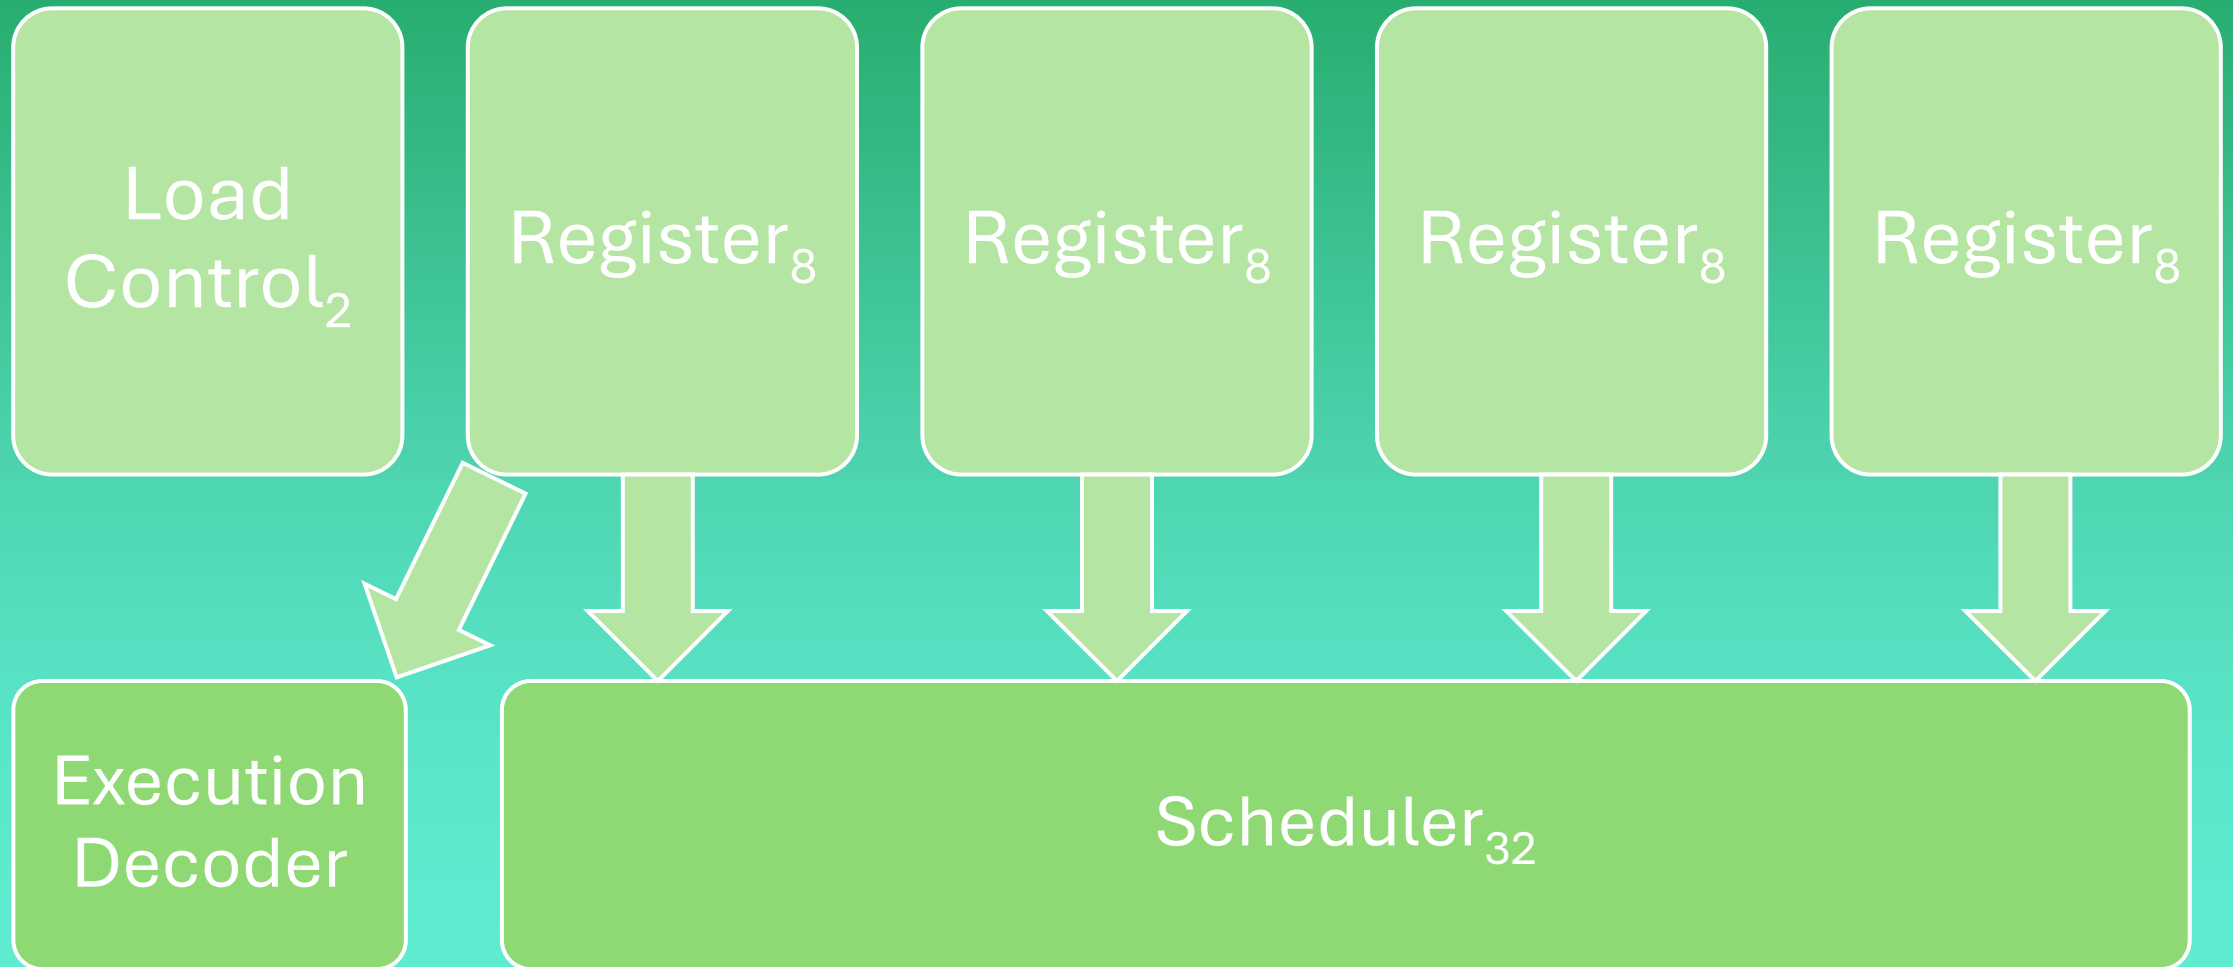 Load
Control₂
Register₈
Register₈
Register₈
Register₈
Execution
Decoder
Scheduler₃₂